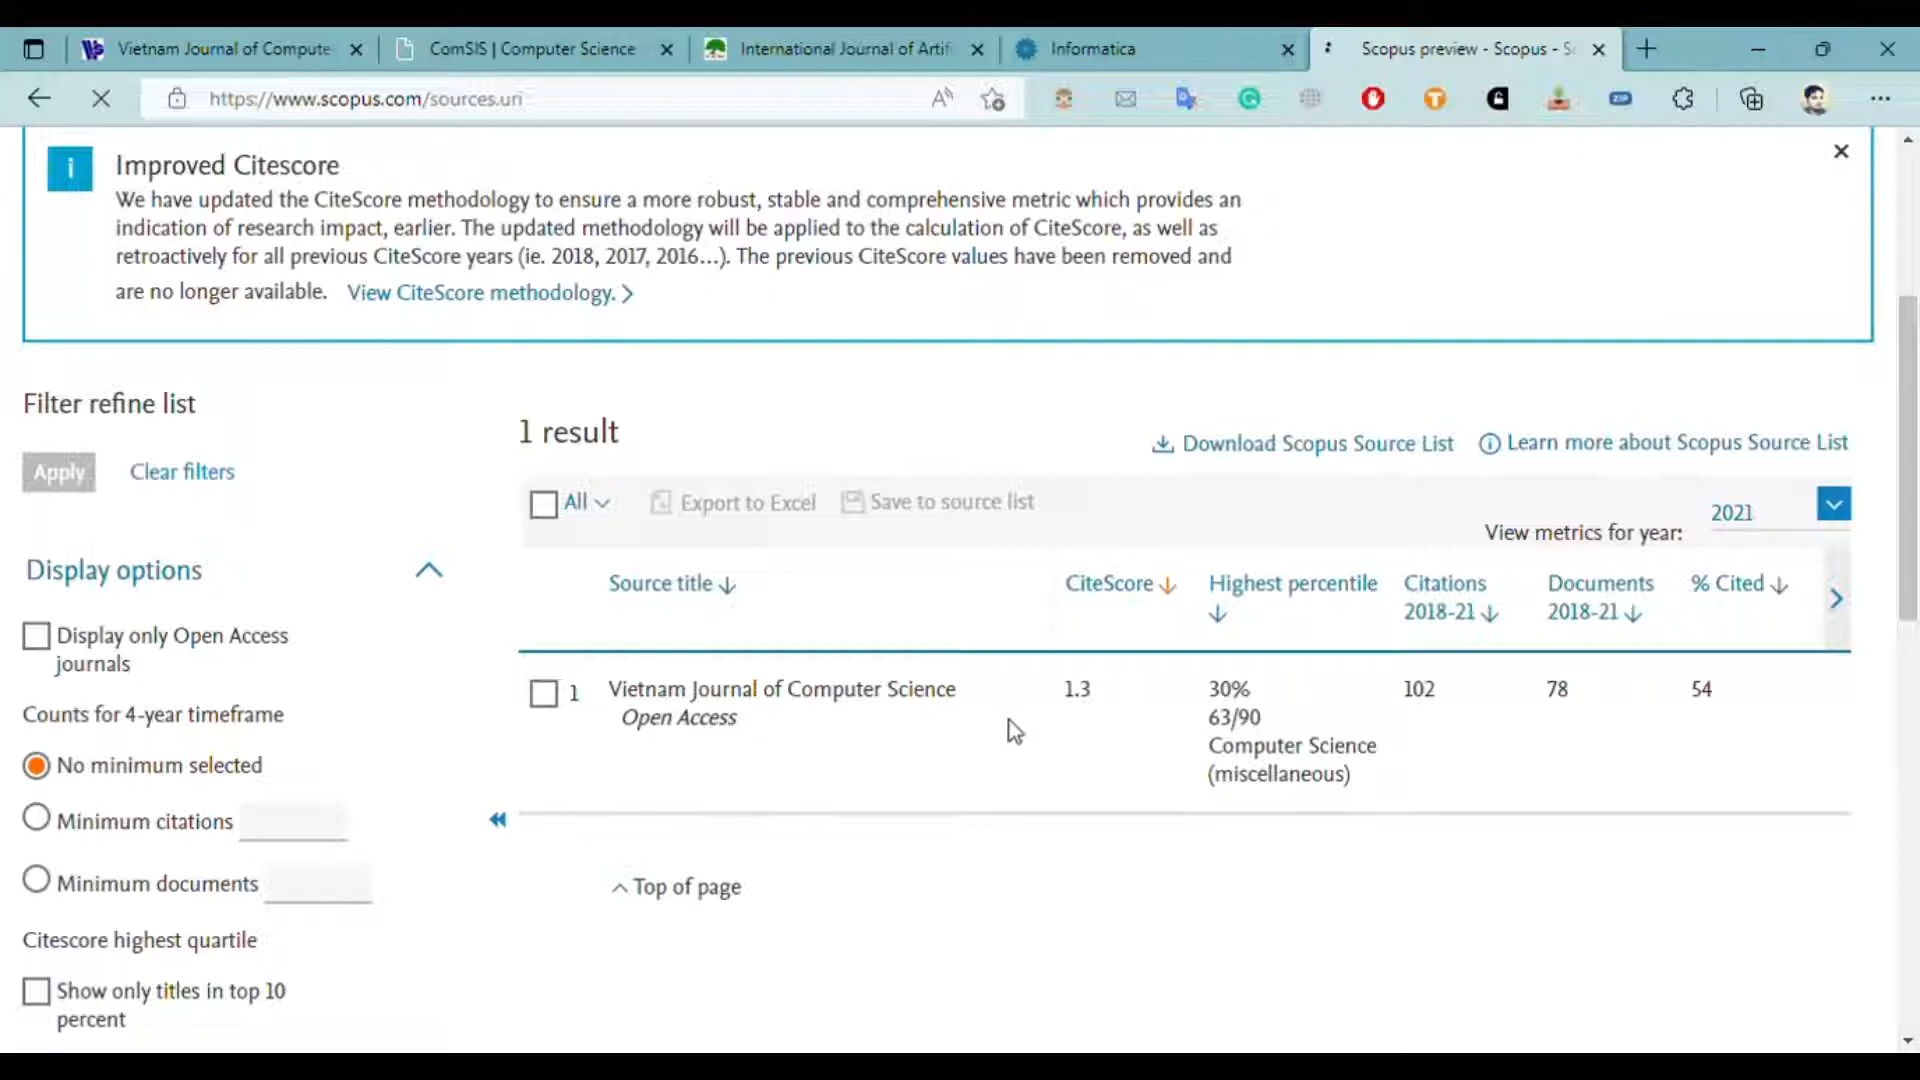 Vietnam Journal of Compute
ComSIS | Computer Science
International Journal of Artif
Informatica
Scopus preview - Scopus - Sc
https://www.scopus.com/sources.uri
Improved Citescore
We have updated the CiteScore methodology to ensure a more robust, stable and comprehensive metric which provides an
indication of research impact, earlier. The updated methodology will be applied to the calculation of CiteScore, as well as
retroactively for all previous CiteScore years (ie. 2018, 2017, 2016...). The previous CiteScore values have been removed and
are no longer available. View CiteScore methodology. >
Filter refine list
Apply Clear filters
Display options
Display only Open Access
journals
Counts for 4-year timeframe
No minimum selected
Minimum citations
Minimum documents
Citescore highest quartile
Show only titles in top 10
percent
1 result
Download Scopus Source List
Learn more about Scopus Source List
All
Export to Excel
Save to source list
2021
View metrics for year:
Source title ↓ CiteScore ↓ Highest percentile ↓ Citations 2018-21 ↓ Documents 2018-21 ↓ % Cited ↓
1 Vietnam Journal of Computer Science 1.3 30% 102 78 54
Open Access 63/90
Computer Science
(miscellaneous)
Top of page